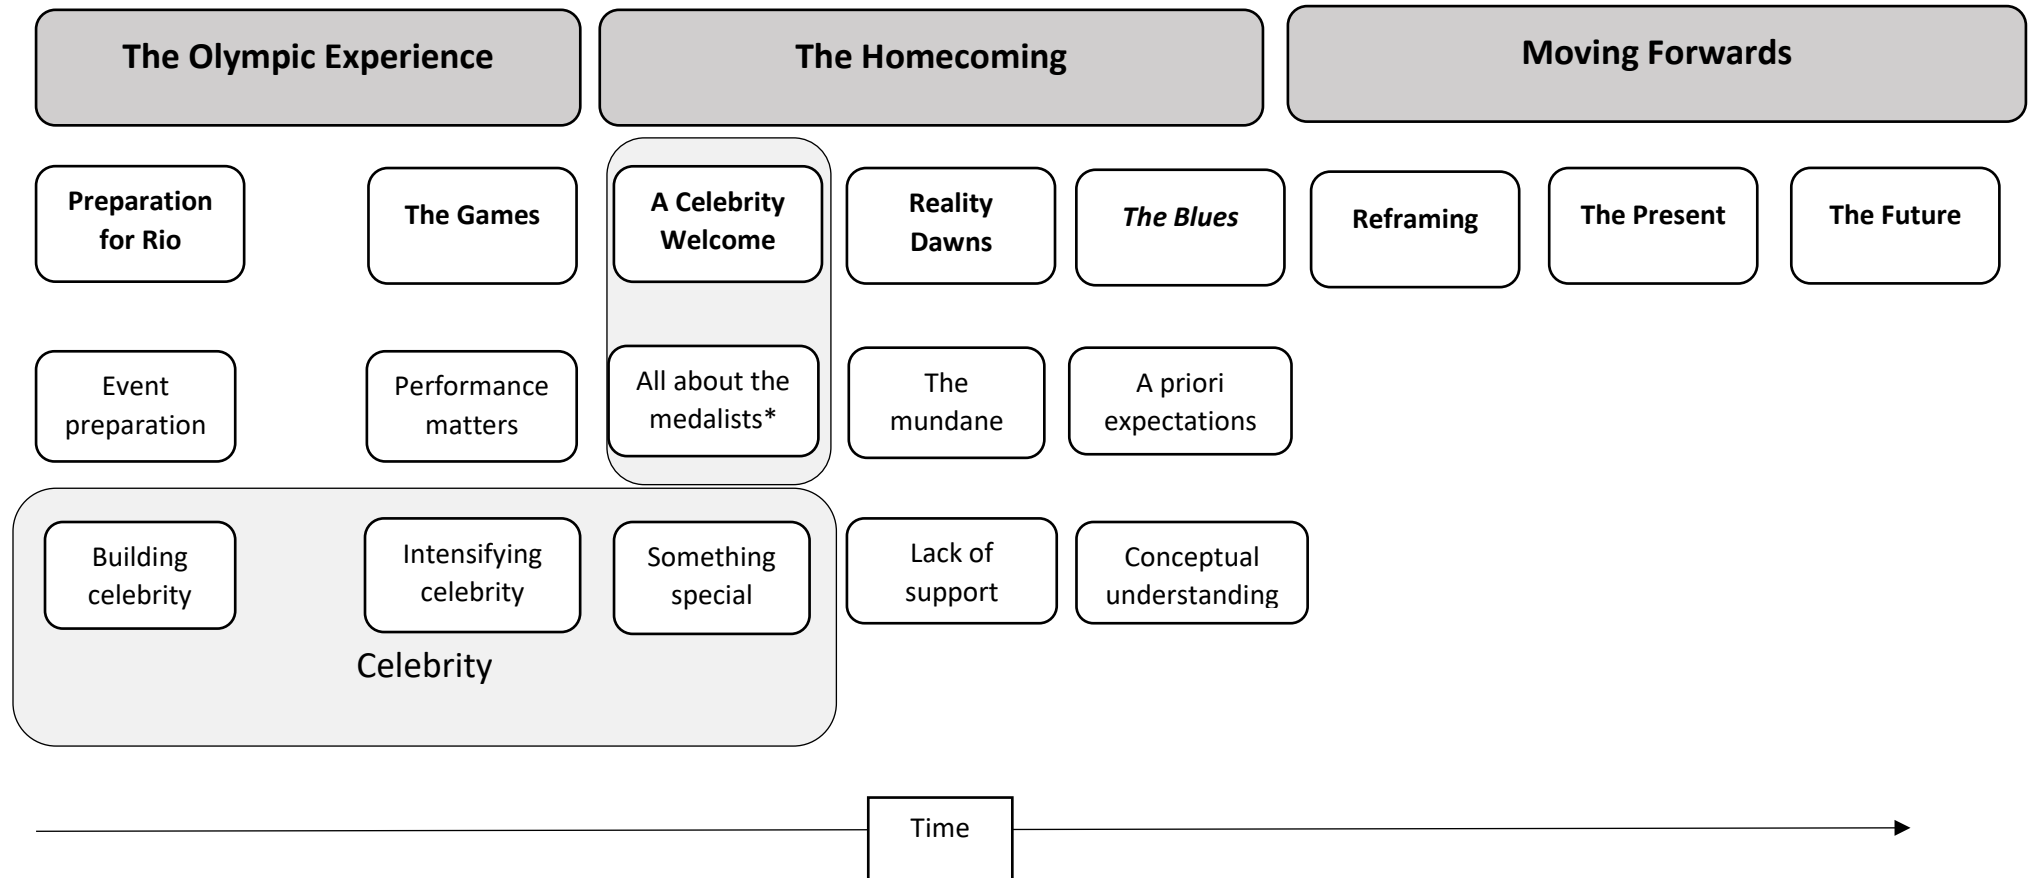 The Olympic Experience
The Homecoming
Moving Forwards
Preparation
for Rio
The Games
A Celebrity
Welcome
Reality
Dawns
The Blues
Reframing
The Present
The Future
Event
preparation
Performance
matters
All about the
medalists*
The
mundane
A priori
expectations
Building
celebrity
Intensifying
celebrity
Something
special
Lack of
support
Conceptual
understanding
Celebrity
Time